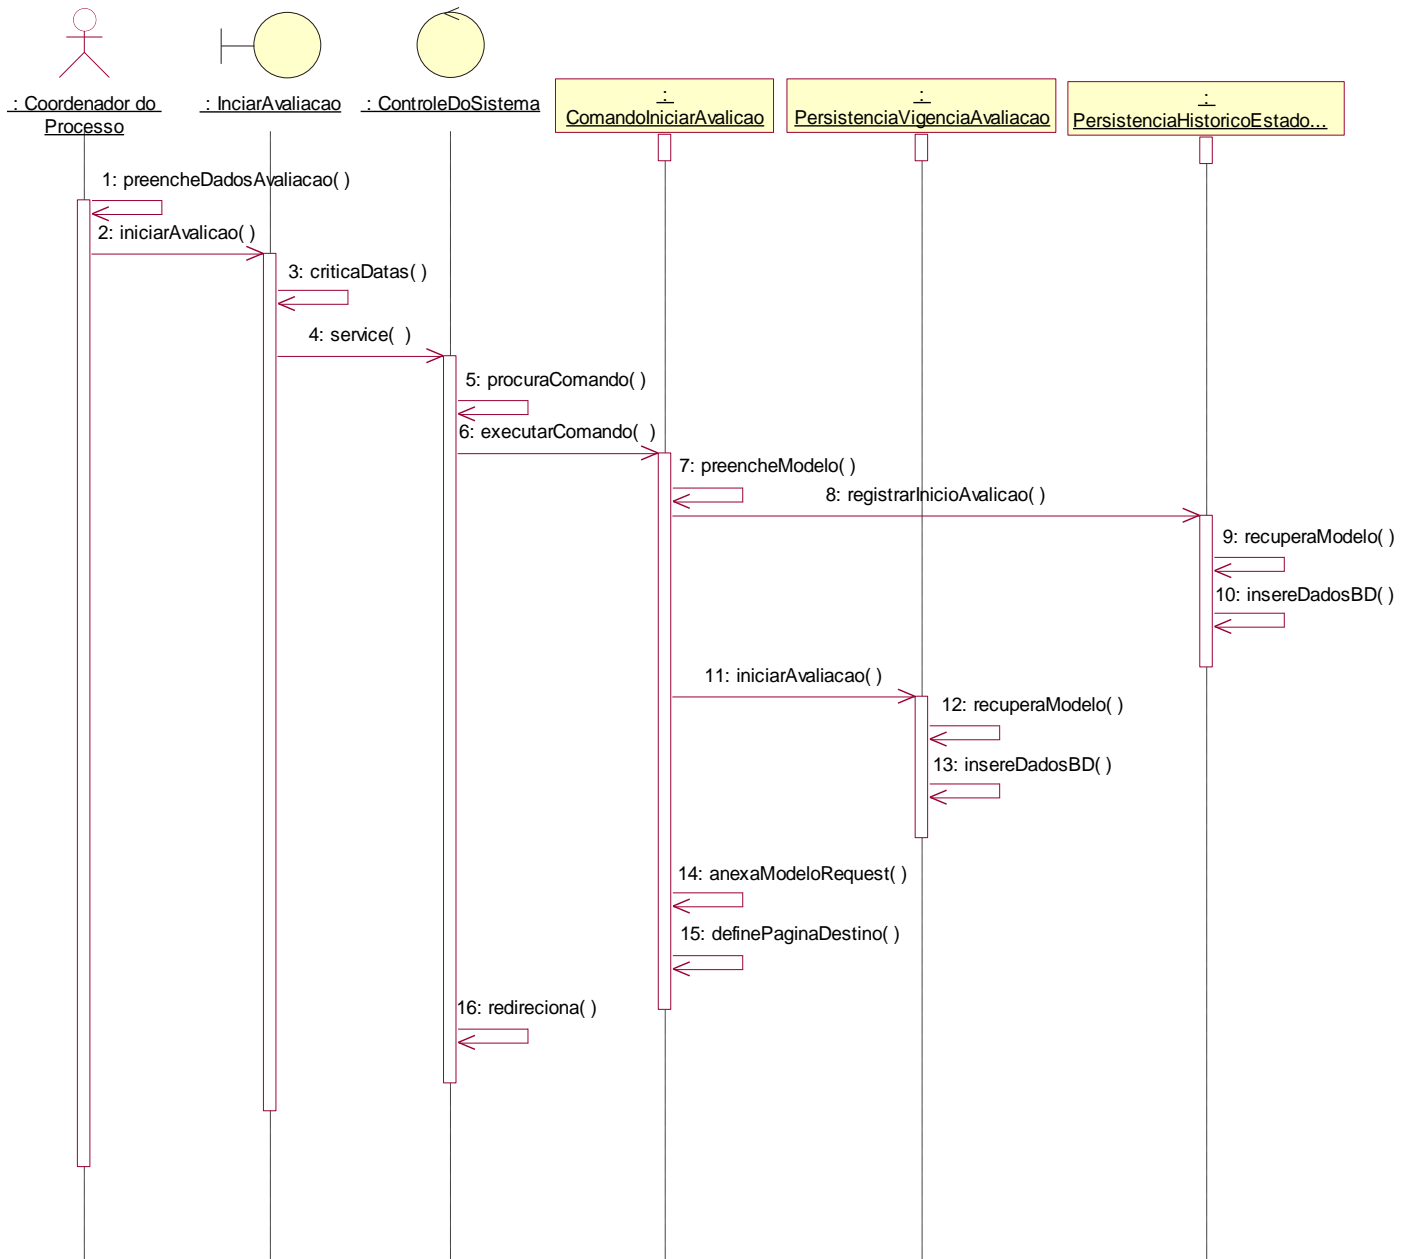 : Coordenador do
Processo
: InciarAvaliacao
: ControleDoSistema
:
ComandoIniciarAvalicao
:
PersistenciaVigenciaAvaliacao
:
PersistenciaHistoricoEstado...
1: preencheDadosAvaliacao( )
2: iniciarAvalicao( )
3: criticaDatas( )
4: service(  )
5: procuraComando( )
6: executarComando(  )
7: preencheModelo( )
8: registrarInicioAvalicao( )
9: recuperaModelo( )
10: insereDadosBD( )
11: iniciarAvaliacao( )
12: recuperaModelo( )
13: insereDadosBD( )
14: anexaModeloRequest( )
15: definePaginaDestino( )
16: redireciona( )